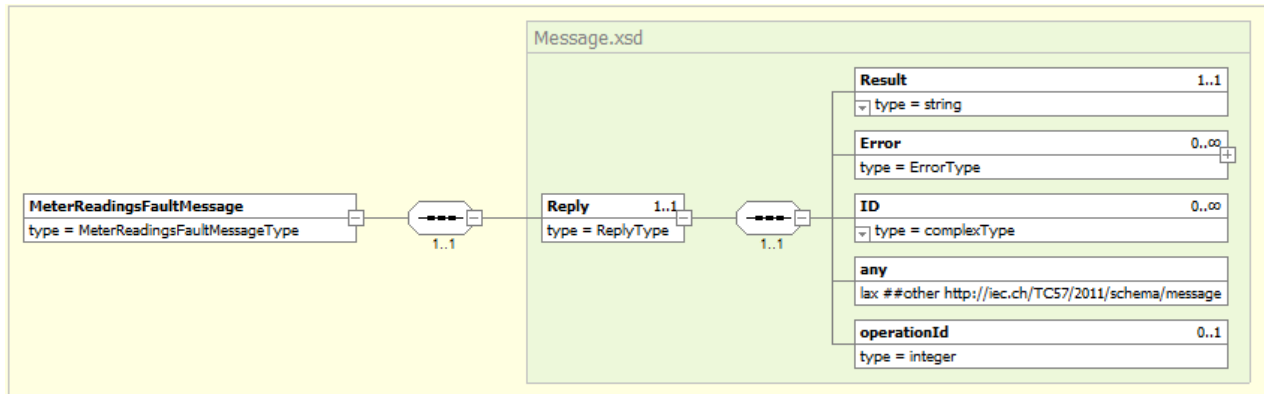 Message.xsd
Result 1..1
type = string
Error 0..∞
type = ErrorType
MeterReadingsFaultMessage
type = MeterReadingsFaultMessageType
1..1
Reply 1..1
type = ReplyType
1..1
ID 0..∞
type = complexType
any
lax ##other http://iec.ch/TC57/2011/schema/message
operationId 0..1
type = integer